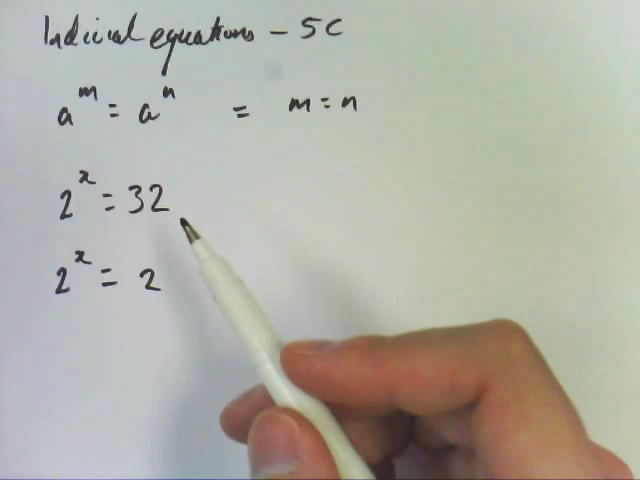 Indicial equations - 5C
a^m = a^n = m = n
2^x = 32
2^x = 2